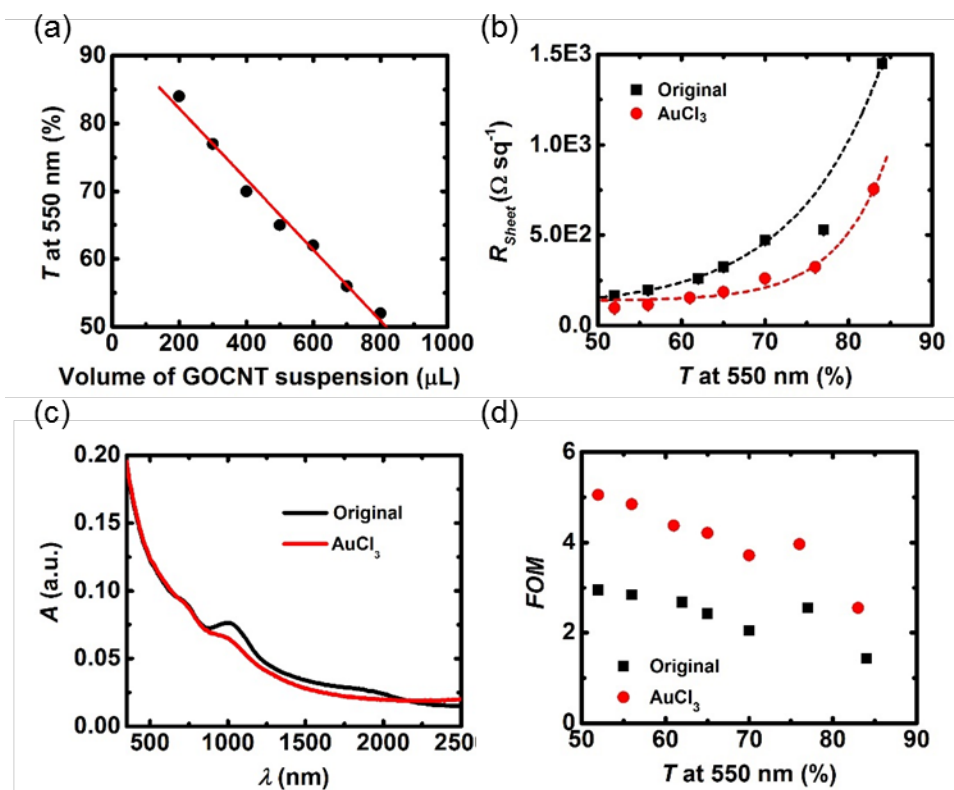 (a)
90
80
70
60
50
T at 550 nm (%)
0 200 400 600 800 1000
Volume of GOCNT suspension (μL)
(b)
1.5E3
1.0E3
5.0E2
0.0
R_Sheet (Ω sq⁻¹)
Original
AuCl₃
50 60 70 80 90
T at 550 nm (%)
(c)
0.20
0.15
0.10
0.05
0.00
A (a.u.)
Original
AuCl₃
500 1000 1500 2000 250
λ (nm)
(d)
6
4
2
0
FOM
Original
AuCl₃
50 60 70 80 90
T at 550 nm (%)